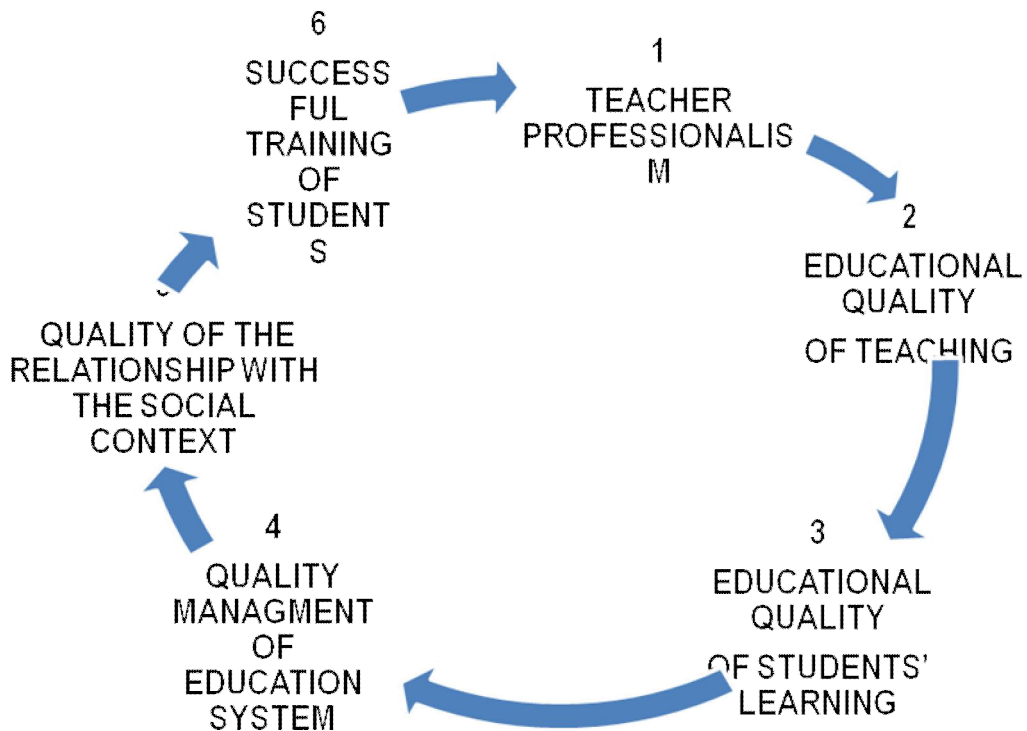 6
SUCCESS
FUL
TRAINING
OF
STUDENT
S
1
TEACHER
PROFESSIONALIS
M
2
EDUCATIONAL
QUALITY
OF TEACHING
3
EDUCATIONAL
QUALITY
OF STUDENTS’
LEARNING
4
QUALITY
MANAGMENT
OF
EDUCATION
SYSTEM
QUALITY OF THE
RELATIONSHIP WITH
THE SOCIAL
CONTEXT